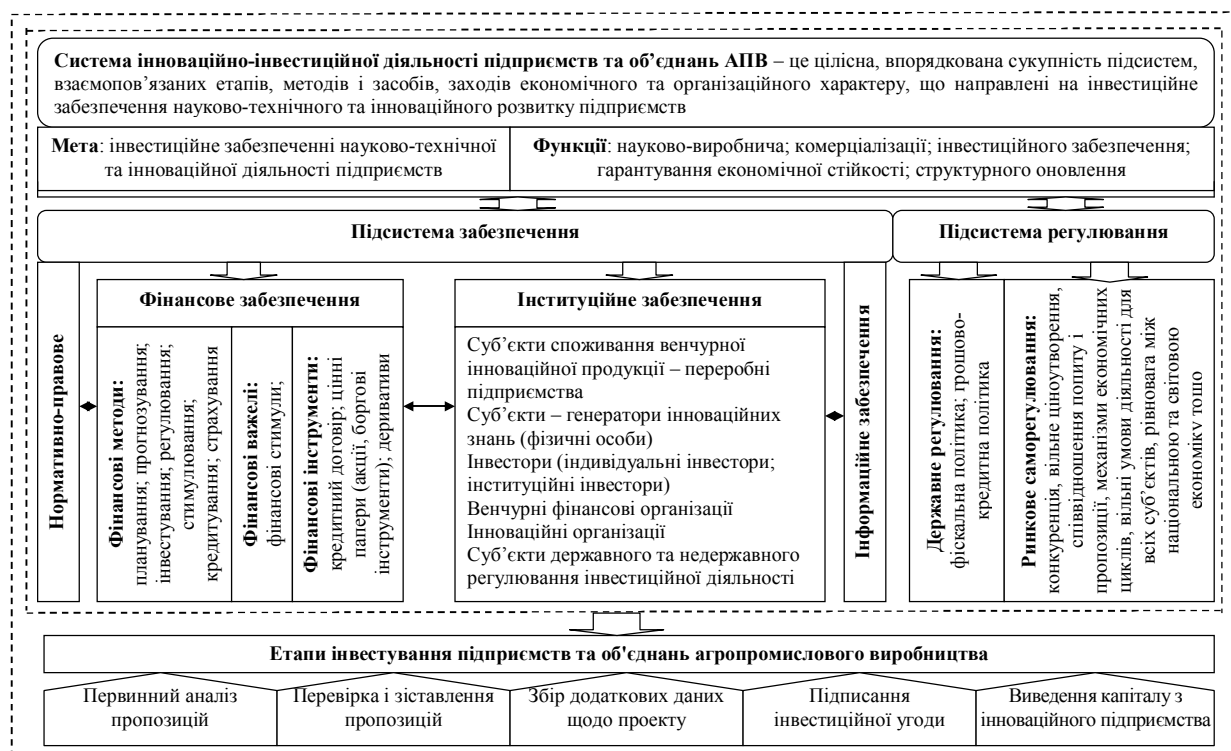 Система інноваційно-інвестиційної діяльності підприємств та об’єднань АПВ – це цілісна, впорядкована сукупність підсистем,
взаємопов’язаних етапів, методів і засобів, заходів економічного та організаційного характеру, що направлені на інвестиційне
забезпечення науково-технічного та інноваційного розвитку підприємств
Мета: інвестиційне забезпеченні науково-технічної
та інноваційної діяльності підприємств
Функції: науково-виробнича; комерціалізації; інвестиційного забезпечення;
гарантування економічної стійкості; структурного оновлення
Підсистема забезпечення
Підсистема регулювання
Нормативно-правове
Фінансове забезпечення
Фінансові методи:
планування; прогнозування;
інвестування; регулювання;
стимулювання;
кредитування; страхування
Фінансові важелі:
фінансові стимули;
Фінансові інструменти:
кредитний договір; цінні
папери (акції, боргові
інструменти); деривативи
Інституційне забезпечення
Суб’єкти споживання венчурної
інноваційної продукції – переробні
підприємства
Суб’єкти – генератори інноваційних
знань (фізичні особи)
Інвестори (індивідуальні інвестори;
інституційні інвестори)
Венчурні фінансові організації
Інноваційні організації
Суб’єкти державного та недержавного
регулювання інвестиційної діяльності
Інформаційне забезпечення
Державне регулювання:
фіскальна політика; грошово-
кредитна політика
Ринкове саморегулювання:
конкуренція, вільне ціноутворення,
співвідношення попиту і
пропозиції, механізми економічних
циклів, вільні умови діяльності для
всіх суб’єктів, рівновага між
національною та світовою
економіку тощо
Етапи інвестування підприємств та об'єднань агропромислового виробництва
Первинний аналіз
пропозицій
Перевірка і зіставлення
пропозицій
Збір додаткових даних
щодо проекту
Підписання
інвестиційної угоди
Виведення капіталу з
інноваційного підприємства